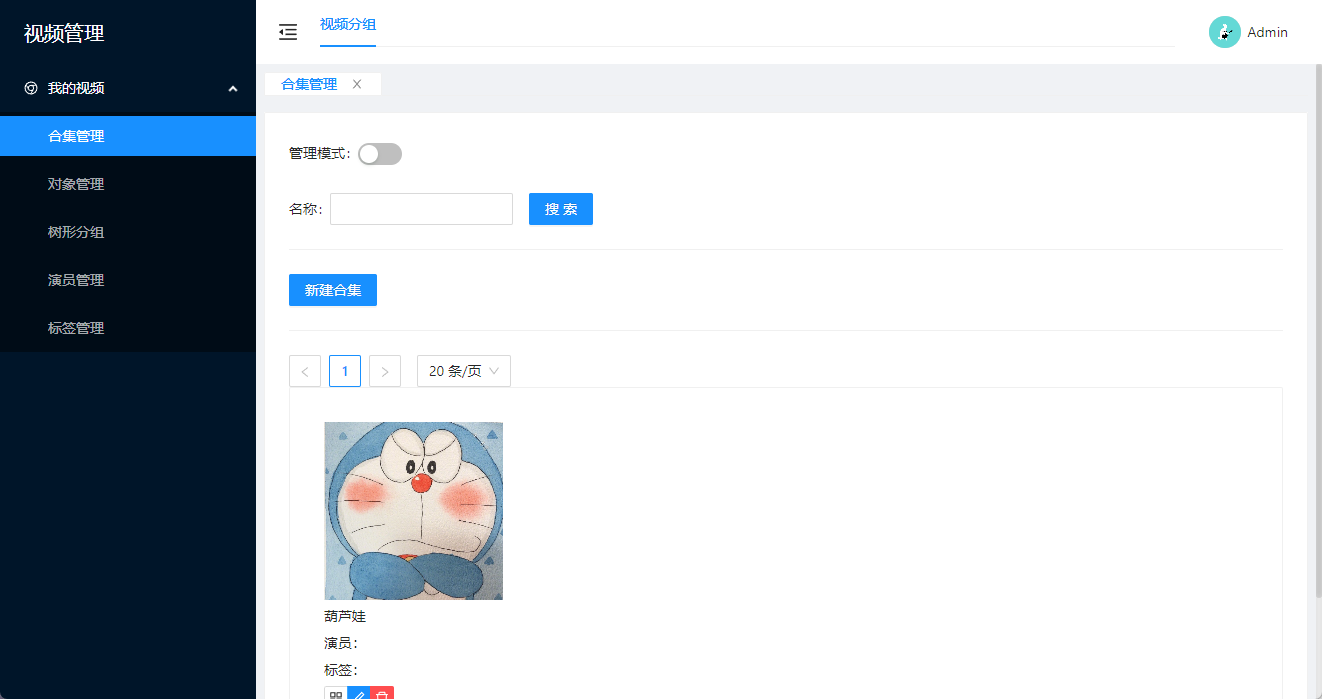 视频管理
我的视频
合集管理
对象管理
树形分组
演员管理
标签管理
视频分组
Admin
合集管理
管理模式：
名称：
搜 索
新建合集
1
20 条/页
葫芦娃
演员：
标签：